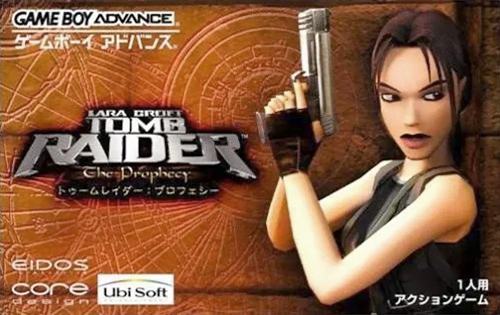 GAME BOY ADVANCE
ゲームボーイ アドバンス®
LARA CROFT
TOMB
RAIDER™
The Prophecy
トゥームレイダー：プロフェシー
EIDOS
core
design
Ubi Soft
1人用
アクションゲーム